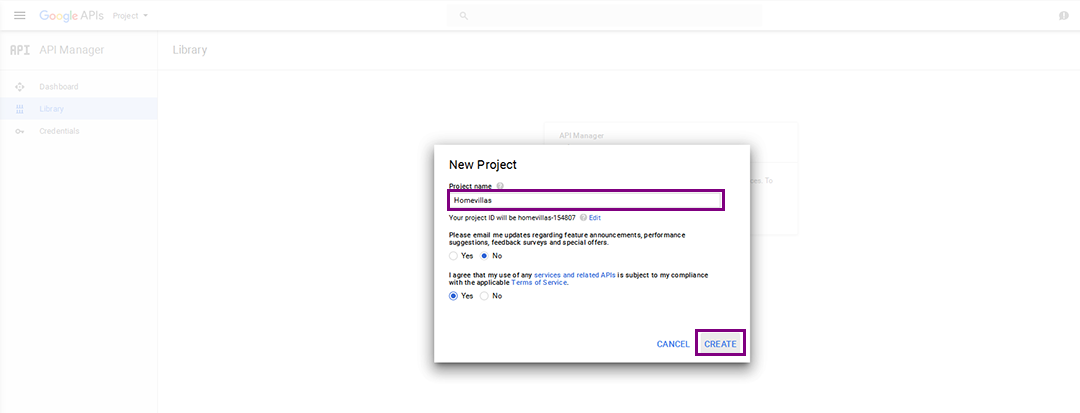 Google APIs Project
API API Manager
Library
Dashboard
Library
Credentials
API Manager
New Project
Project name
Homevillas
Your project ID will be homevillas-154807 Edit
Please email me updates regarding feature announcements, performance
suggestions, feedback surveys and special offers.
Yes No
I agree that my use of any services and related APIs is subject to my compliance
with the applicable Terms of Service.
Yes No
CANCEL CREATE
To